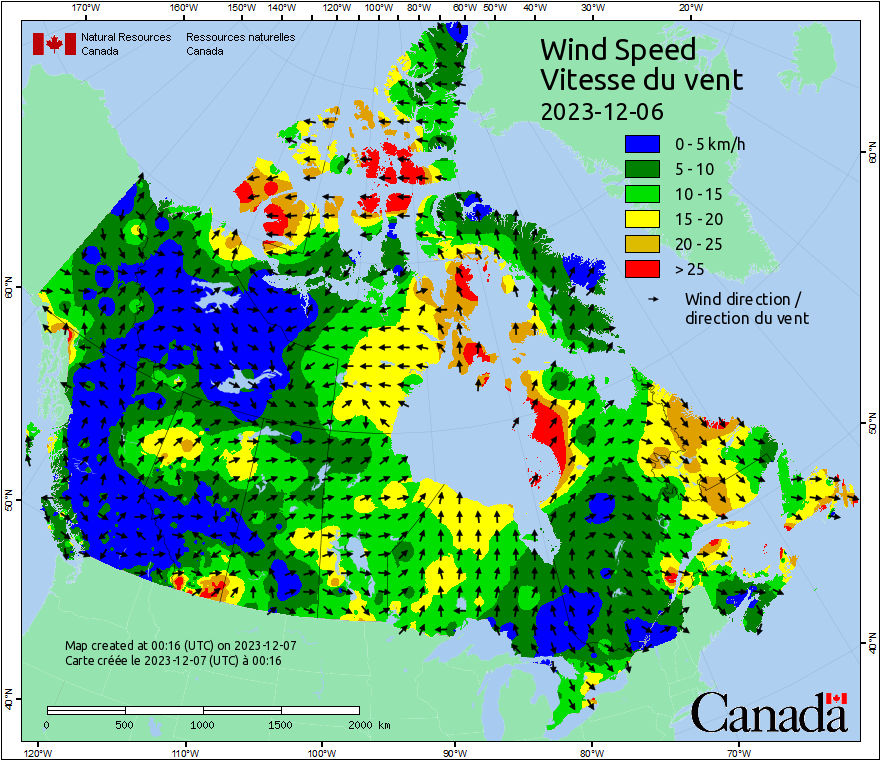 170°W 160°W 150°W 140°W 120°W 100°W 80°W 60°W 50°W 40°W 30°W 20°W
Natural Resources Ressources naturelles
Canada Canada
Wind Speed
Vitesse du vent
2023-12-06
0 - 5 km/h
5 - 10
10 - 15
15 - 20
20 - 25
> 25
Wind direction /
direction du vent
60°N
60°N
50°N
50°N
40°N
40°N
Map created at 00:16 (UTC) on 2023-12-07
Carte créée le 2023-12-07 (UTC) à 00:16
0 500 1000 1500 2000 km
Canada
120°W 110°W 100°W 90°W 80°W 70°W